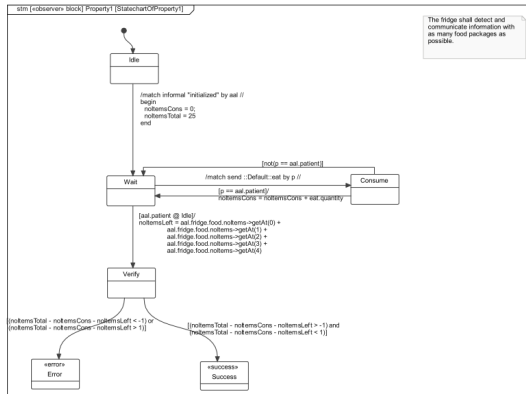 stm [«observer» block] Property1 [StatechartOfProperty1]
The fridge shall detect and
communicate information with
as many food packages as
possible.
Idle
/match informal "initialized" by aal //
begin
noItemsCons = 0;
noItemsTotal = 25
end
[not(p == aal.patient)]
/match send ::Default::eat by p //
Wait
Consume
[p == aal.patient]/
noItemsCons = noItemsCons + eat.quantity
[aal.patient @ Idle]/
noItemsLeft = aal.fridge.food.noItems->getAt(0) +
aal.fridge.food.noItems->getAt(1) +
aal.fridge.food.noItems->getAt(2) +
aal.fridge.food.noItems->getAt(3) +
aal.fridge.food.noItems->getAt(4)
Verify
[(noItemsTotal - noItemsCons - noItemsLeft < -1) or
(noItemsTotal - noItemsCons - noItemsLeft > 1)]
[(noItemsTotal - noItemsCons - noItemsLeft > -1) and
(noItemsTotal - noItemsCons - noItemsLeft < 1)]
«error»
Error
«success»
Success